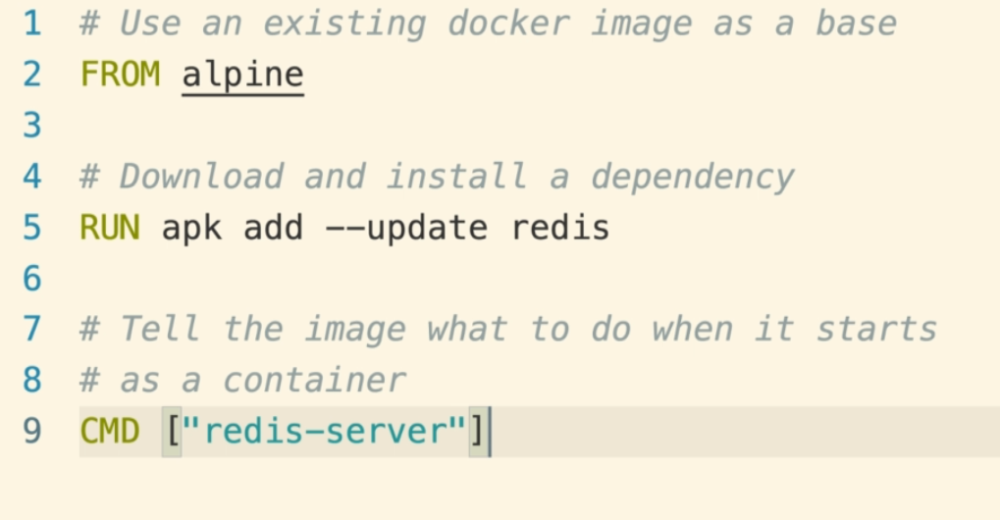 1 # Use an existing docker image as a base
2 FROM alpine
3
4 # Download and install a dependency
5 RUN apk add --update redis
6
7 # Tell the image what to do when it starts
8 # as a container
9 CMD ["redis-server"]